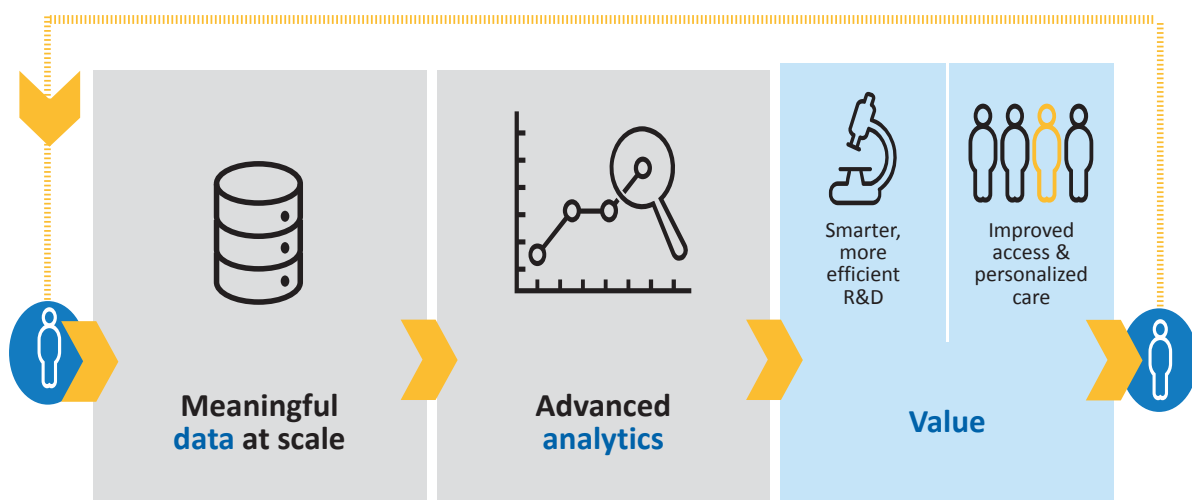 Smarter,
more
efficient
R&D
Improved
access &
personalized
care
Meaningful
data at scale
Advanced
analytics
Value